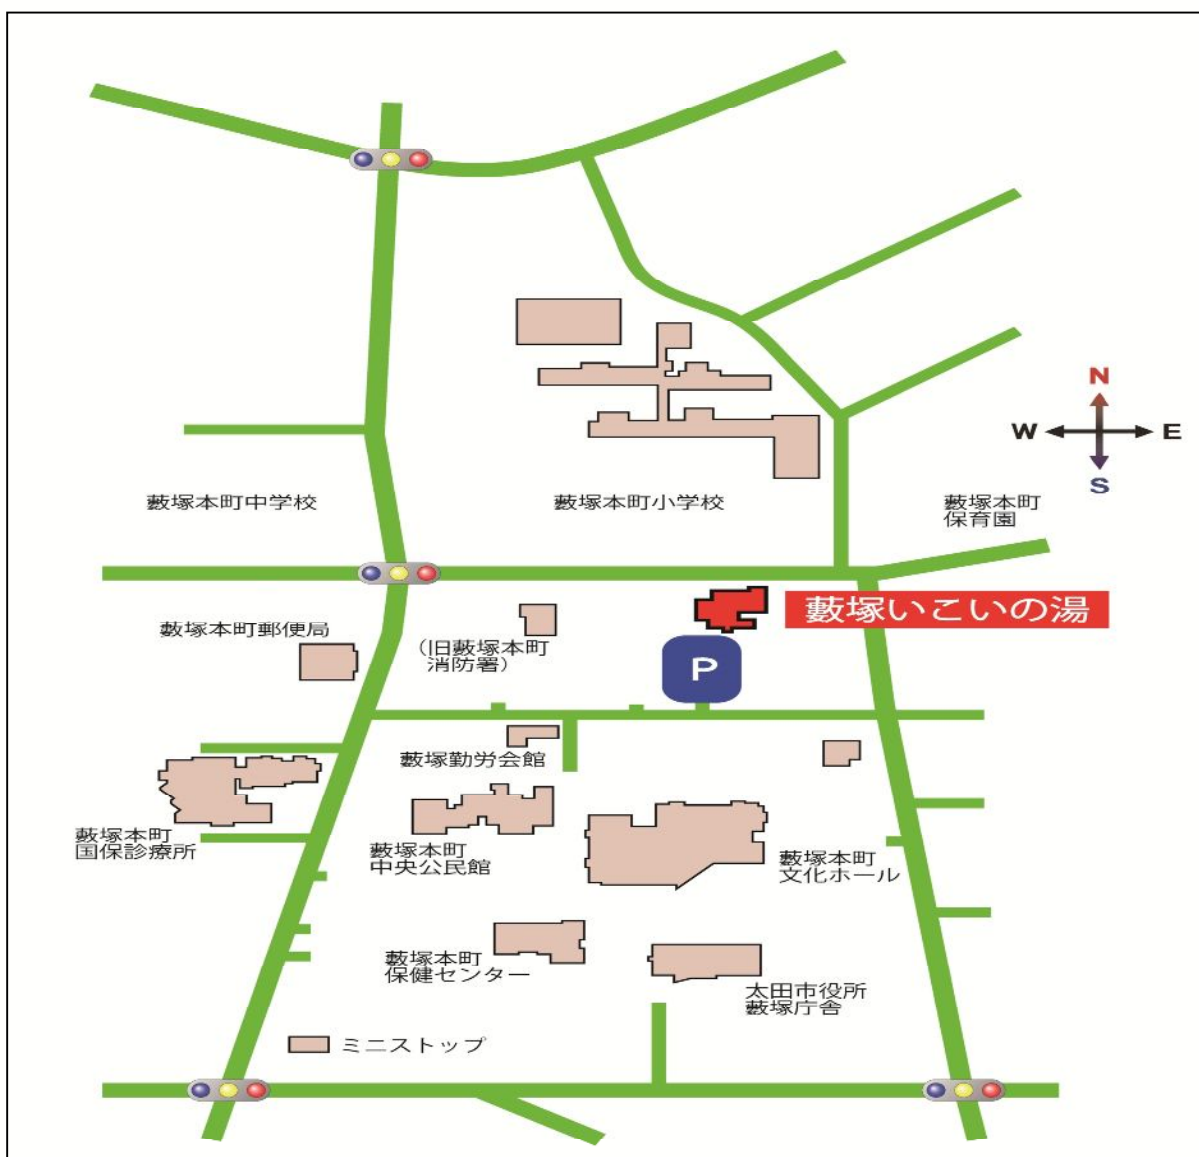 N
W
E
S
藪塚本町中学校
藪塚本町小学校
藪塚本町
保育園
藪塚いこいの湯
藪塚本町郵便局
(旧藪塚本町
消防署)
P
藪塚勤労会館
藪塚本町
国保診療所
藪塚本町
中央公民館
藪塚本町
文化ホール
藪塚本町
保健センター
太田市役所
藪塚庁舎
ミニストップ